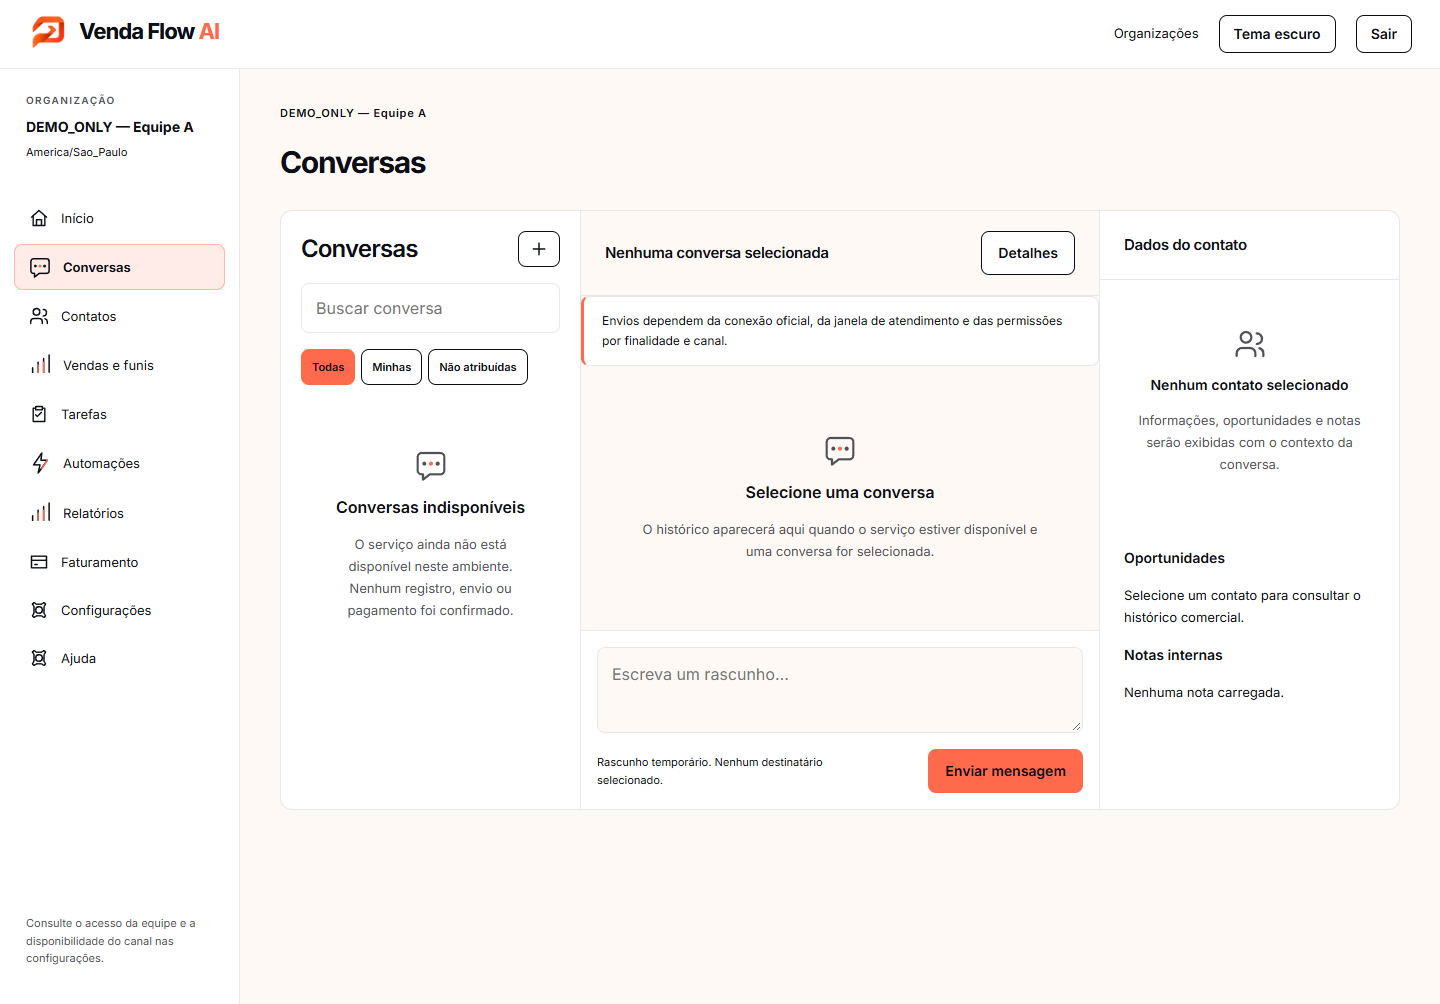 Venda Flow AI
Organizações
Tema escuro
Sair
ORGANIZAÇÃO
DEMO_ONLY — Equipe A
America/Sao_Paulo
Início
Conversas
Contatos
Vendas e funis
Tarefas
Automações
Relatórios
Faturamento
Configurações
Ajuda
Consulte o acesso da equipe e a
disponibilidade do canal nas
configurações.
DEMO_ONLY — Equipe A
Conversas
Conversas
Buscar conversa
Todas
Minhas
Não atribuídas
Conversas indisponíveis
O serviço ainda não está
disponível neste ambiente.
Nenhum registro, envio ou
pagamento foi confirmado.
Nenhuma conversa selecionada
Detalhes
Envios dependem da conexão oficial, da janela de atendimento e das permissões
por finalidade e canal.
Selecione uma conversa
O histórico aparecerá aqui quando o serviço estiver disponível e
uma conversa for selecionada.
Escreva um rascunho...
Rascunho temporário. Nenhum destinatário
selecionado.
Enviar mensagem
Dados do contato
Nenhum contato selecionado
Informações, oportunidades e notas
serão exibidas com o contexto da
conversa.
Oportunidades
Selecione um contato para consultar o
histórico comercial.
Notas internas
Nenhuma nota carregada.